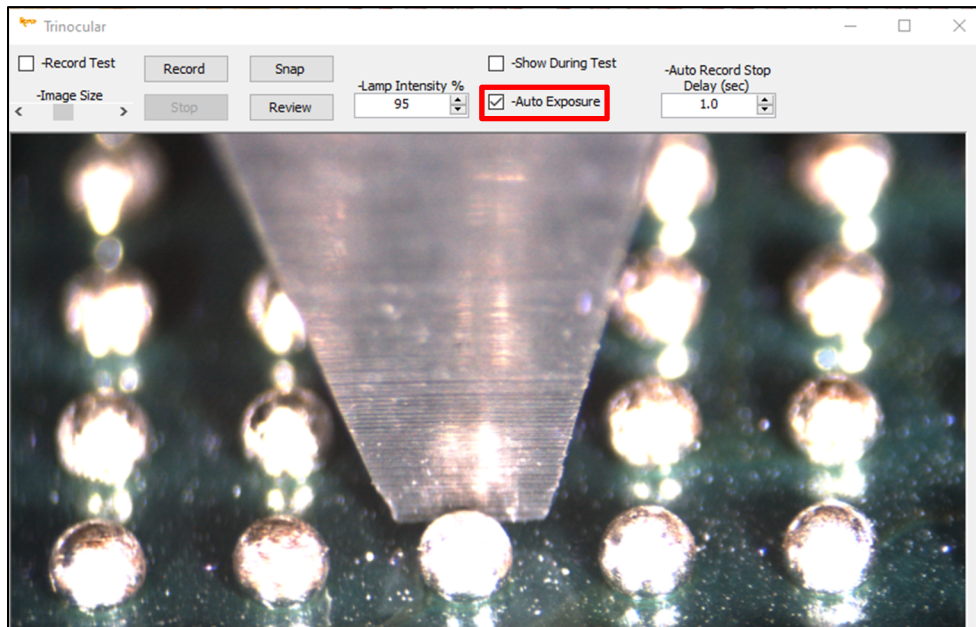 Trinocular
-Record Test
Record
Snap
-Show During Test
-Auto Record Stop
Delay (sec)
-Image Size
Stop
Review
-Lamp Intensity %
95
-Auto Exposure
1.0